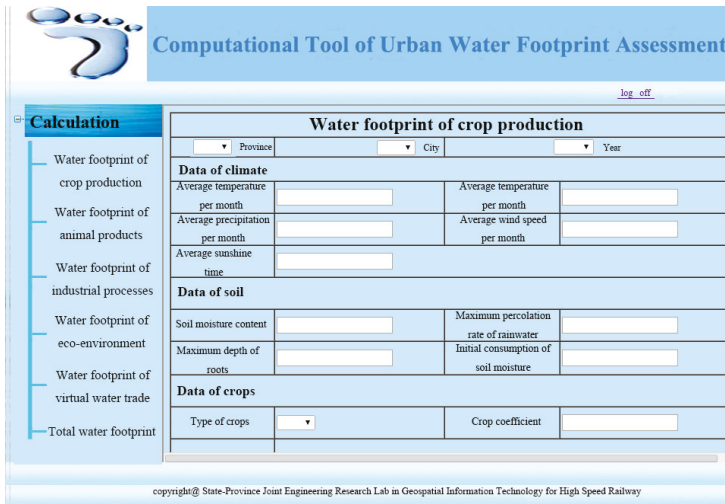 Computational Tool of Urban Water Footprint Assessment
log off
Calculation
Water footprint of
crop production
Water footprint of
animal products
Water footprint of
industrial processes
Water footprint of
eco-environment
Water footprint of
virtual water trade
Total water footprint
Water footprint of crop production
Province City Year
Data of climate
Average temperature
per month
Average temperature
per month
Average precipitation
per month
Average wind speed
per month
Average sunshine
time
Data of soil
Soil moisture content
Maximum percolation
rate of rainwater
Maximum depth of
roots
Initial consumption of
soil moisture
Data of crops
Type of crops
Crop coefficient
copyright@ State-Province Joint Engineering Research Lab in Geospatial Information Technology for High Speed Railway